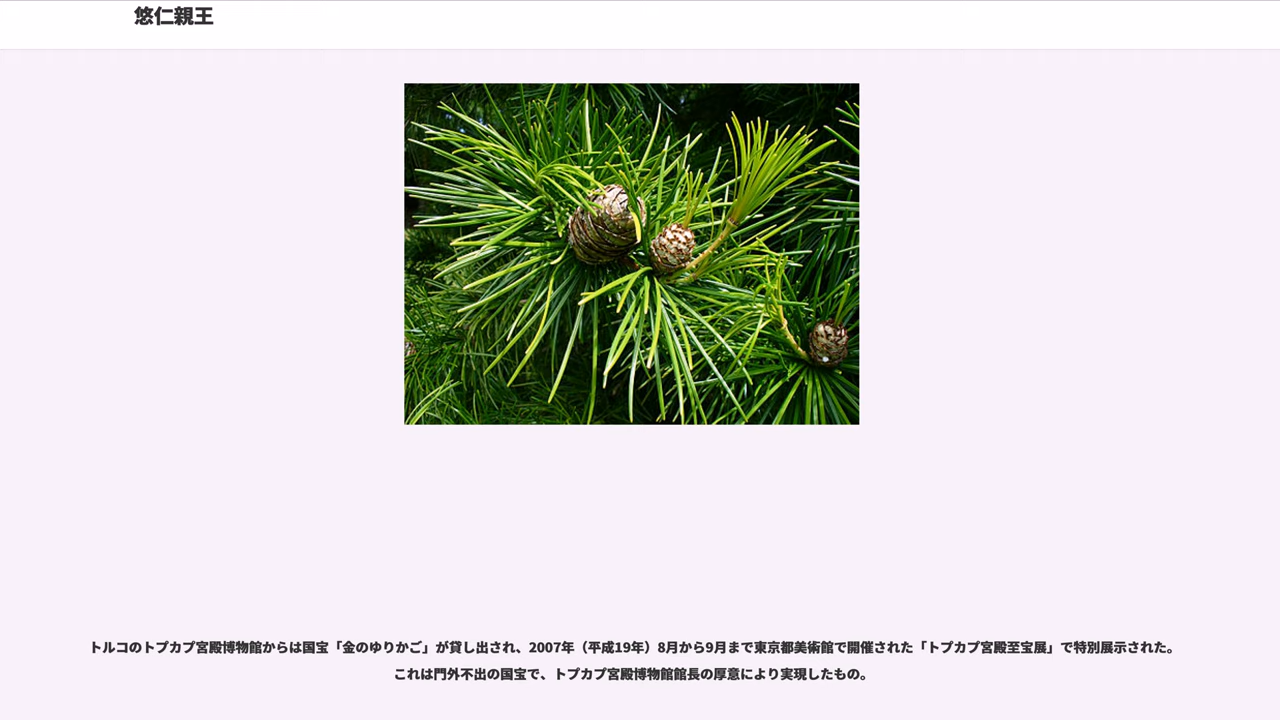 悠仁親王
トルコのトプカプ宮殿博物館からは国宝「金のゆりかご」が貸し出され、2007年（平成19年）8月から9月まで東京都美術館で開催された「トプカプ宮殿至宝展」で特別展示された。
これは門外不出の国宝で、トプカプ宮殿博物館館長の厚意により実現したもの。